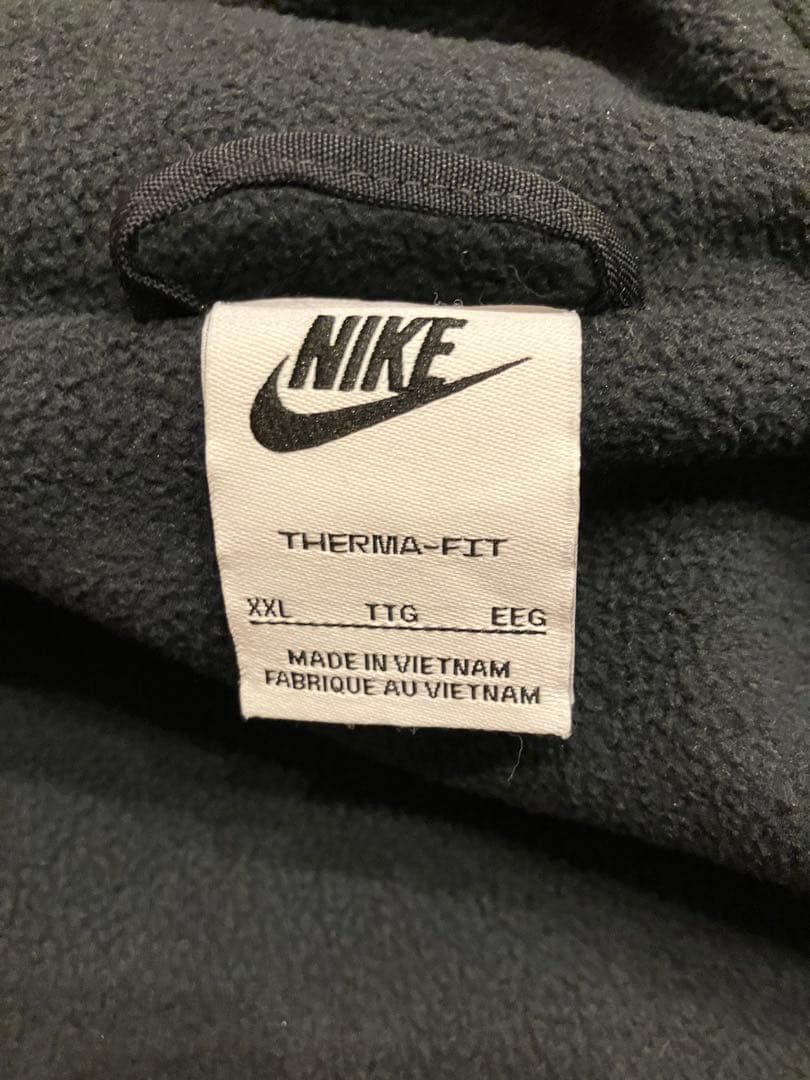 NIKE
THERMA-FIT
XXL TTG EEG
MADE IN VIETNAM
FABRIQUE AU VIETNAM